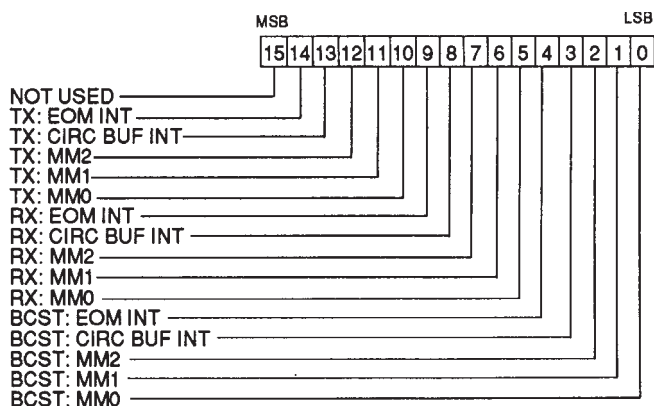 MSB LSB
15 14 13 12 11 10 9 8 7 6 5 4 3 2 1 0
NOT USED
TX: EOM INT
TX: CIRC BUF INT
TX: MM2
TX: MM1
TX: MM0
RX: EOM INT
RX: CIRC BUF INT
RX: MM2
RX: MM1
RX: MM0
BCST: EOM INT
BCST: CIRC BUF INT
BCST: MM2
BCST: MM1
BCST: MM0